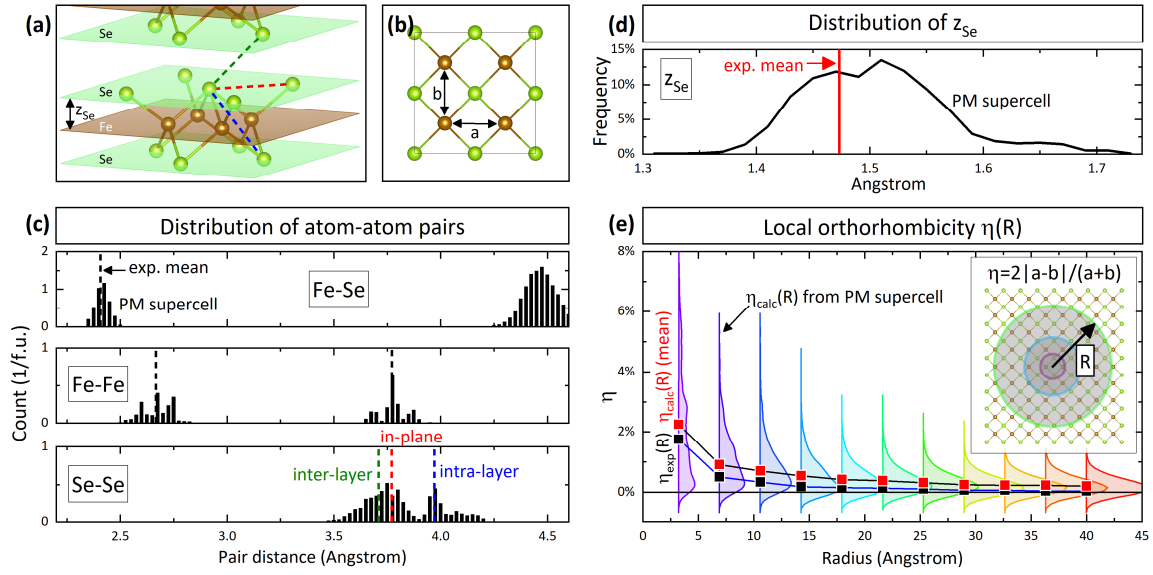 (a)
Se
Se
z_Se
Fe
Se
(b)
b
a
(c)
Distribution of atom-atom pairs
Count (1/f.u.)
2
1
0
exp. mean
PM supercell
Fe-Se
1
0
Fe-Fe
in-plane
1
0
Se-Se
inter-layer
intra-layer
2.5
3.0
3.5
4.0
4.5
Pair distance (Angstrom)
(d)
Distribution of z_Se
Frequency
15%
10%
5%
0%
z_Se
exp. mean
PM supercell
1.3
1.4
1.5
1.6
1.7
Angstrom
(e)
Local orthorhombicity η(R)
η
8%
6%
4%
2%
0%
η_exp(R)
η_calc(R) (mean)
η_calc(R) from PM supercell
η=2|a-b|/(a+b)
R
0
5
10
15
20
25
30
35
40
45
Radius (Angstrom)